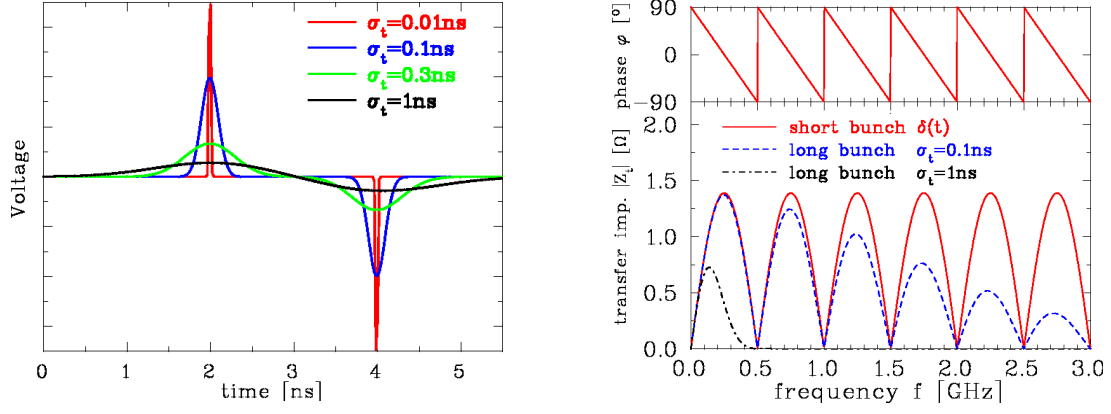 σt=0.01ns
σt=0.1ns
σt=0.3ns
σt=1ns
Voltage
0 1 2 3 4 5
time [ns]
90
0
−90
phase φ [°]
2.0
1.5
1.0
0.5
0.0
transfer imp. |Zt| [Ω]
short bunch δ(t)
long bunch σt=0.1ns
long bunch σt=1ns
0.0 0.5 1.0 1.5 2.0 2.5 3.0
frequency f [GHz]